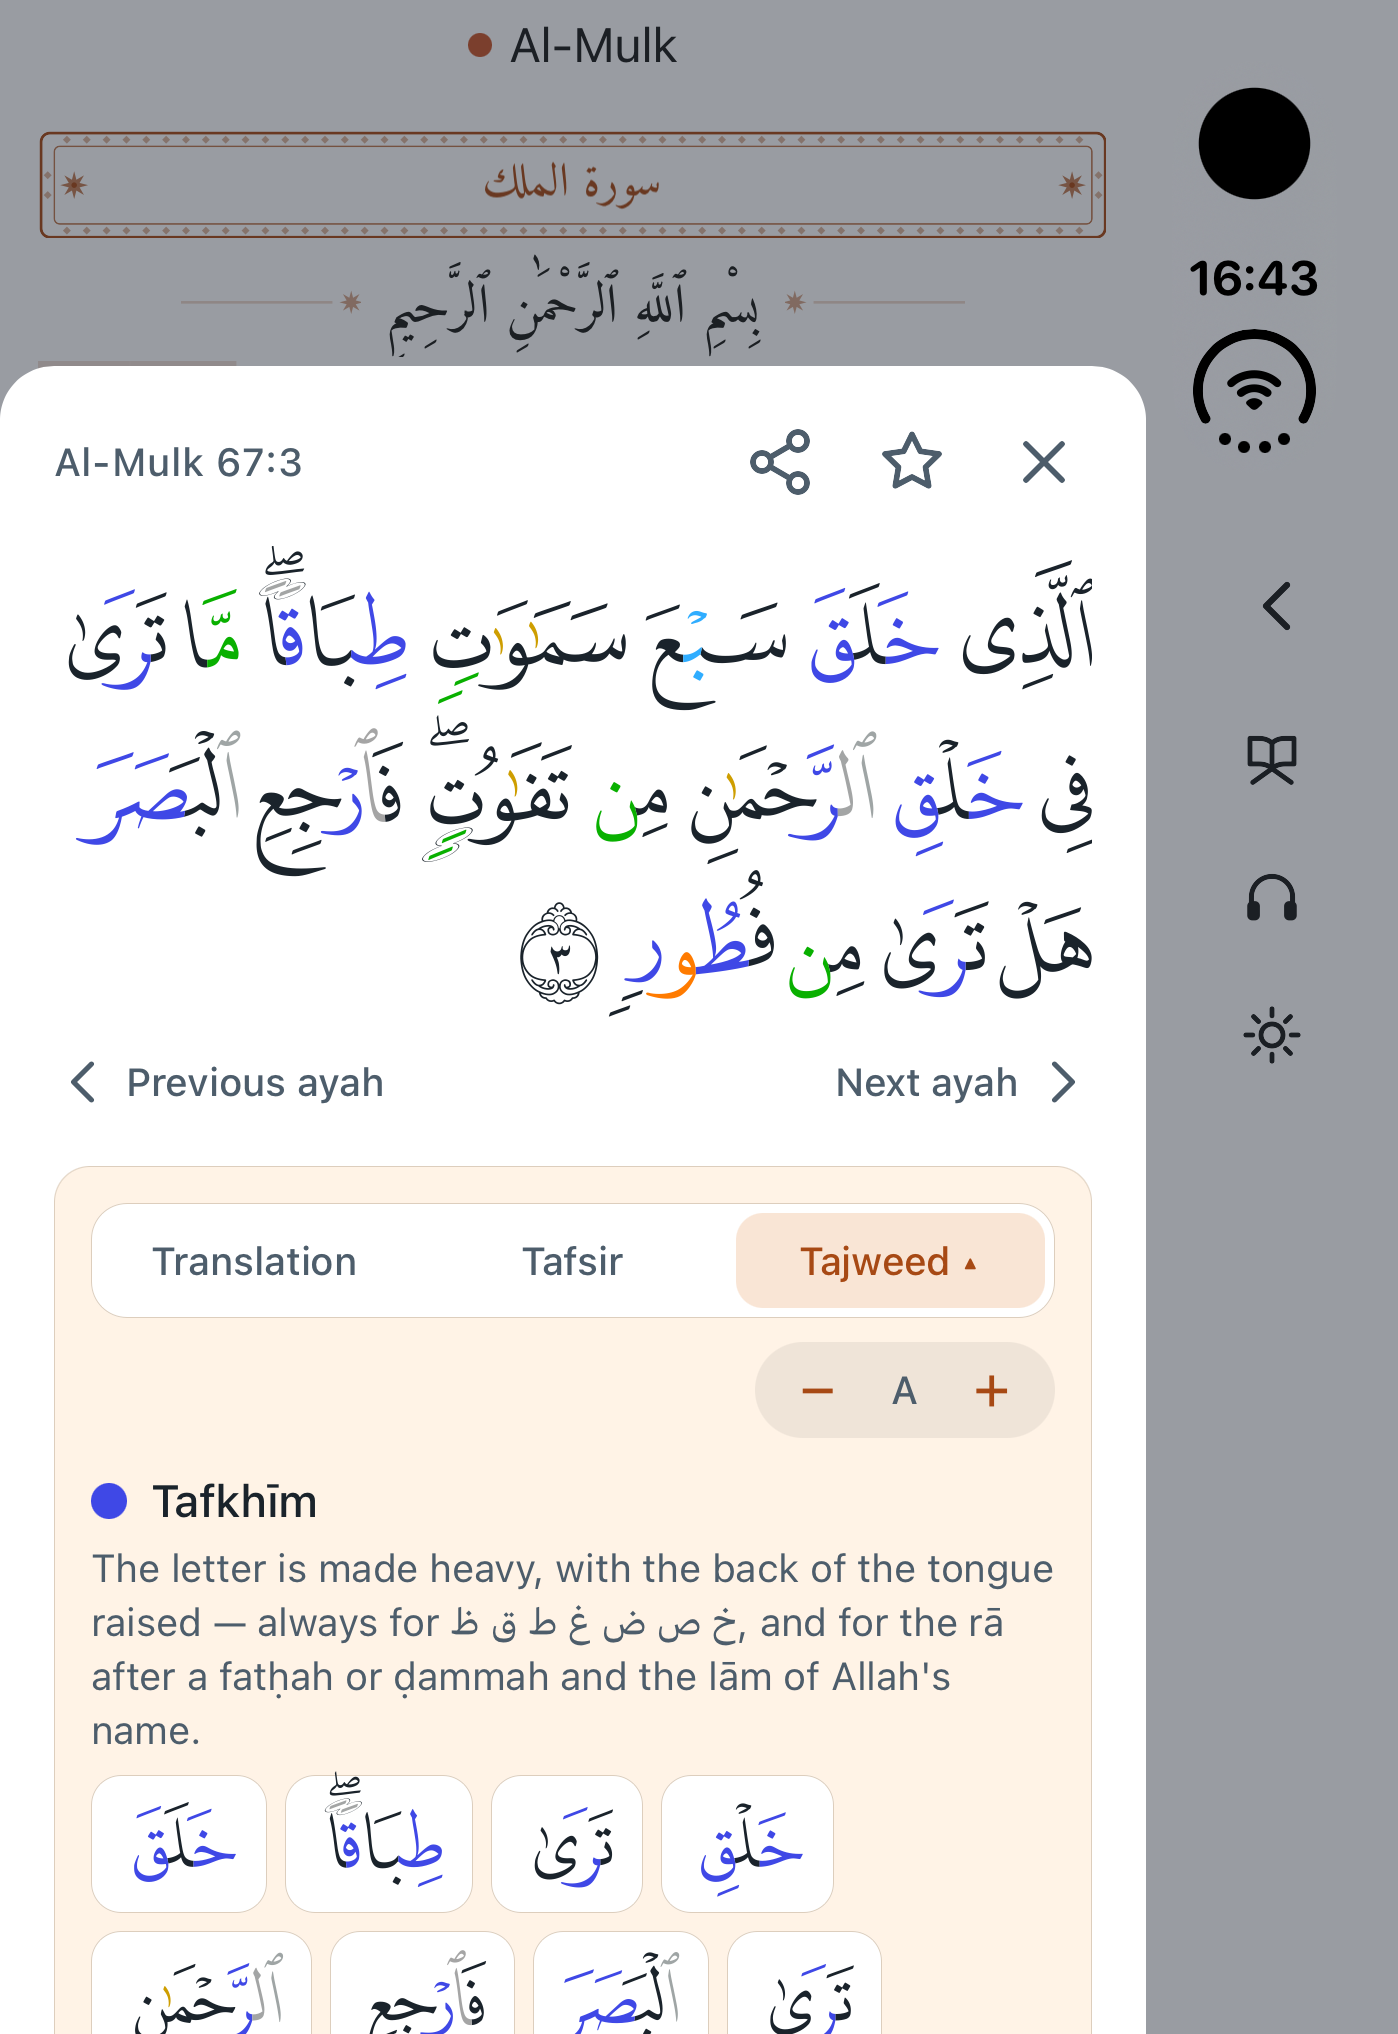 Al-Mulk
سورة الملك
بِسْمِ ٱللَّهِ ٱلرَّحْمَٰنِ ٱلرَّحِيمِ
16:43
Al-Mulk 67:3
ٱلَّذِى خَلَقَ سَبْعَ سَمَٰوَٰتٍ طِبَاقًا ۖ مَّا تَرَىٰ
فِى خَلْقِ ٱلرَّحْمَٰنِ مِن تَفَٰوُتٍ ۖ فَٱرْجِعِ ٱلْبَصَرَ
هَلْ تَرَىٰ مِن فُطُورٍ ٣
Previous ayah
Next ayah
Translation
Tafsir
Tajweed ▴
− A +
Tafkhīm
The letter is made heavy, with the back of the tongue
raised — always for خ ص ض غ ط ق ظ, and for the rā
after a fatḥah or ḍammah and the lām of Allah's
name.
خَلَقَ
طِبَاقًا ۖ
تَرَىٰ
خَلْقِ
ٱلرَّحْمَٰنِ
فَٱرْجِعِ
ٱلْبَصَرَ
تَرَىٰ